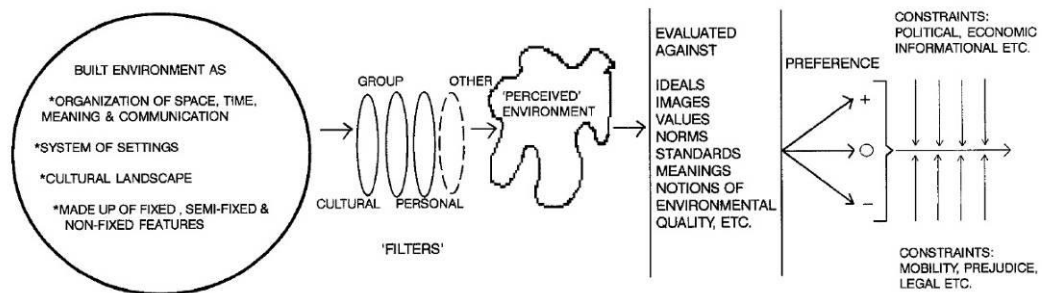 BUILT ENVIRONMENT AS
*ORGANIZATION OF SPACE, TIME,
MEANING & COMMUNICATION
*SYSTEM OF SETTINGS
*CULTURAL LANDSCAPE
*MADE UP OF FIXED , SEMI-FIXED &
NON-FIXED FEATURES
GROUP
OTHER
CULTURAL
PERSONAL
'FILTERS'
'PERCEIVED'
ENVIRONMENT
EVALUATED
AGAINST
IDEALS
IMAGES
VALUES
NORMS
STANDARDS
MEANINGS
NOTIONS OF
ENVIRONMENTAL
QUALITY, ETC.
PREFERENCE
+
O
−
CONSTRAINTS:
POLITICAL, ECONOMIC
INFORMATIONAL ETC.
CONSTRAINTS:
MOBILITY, PREJUDICE,
LEGAL ETC.